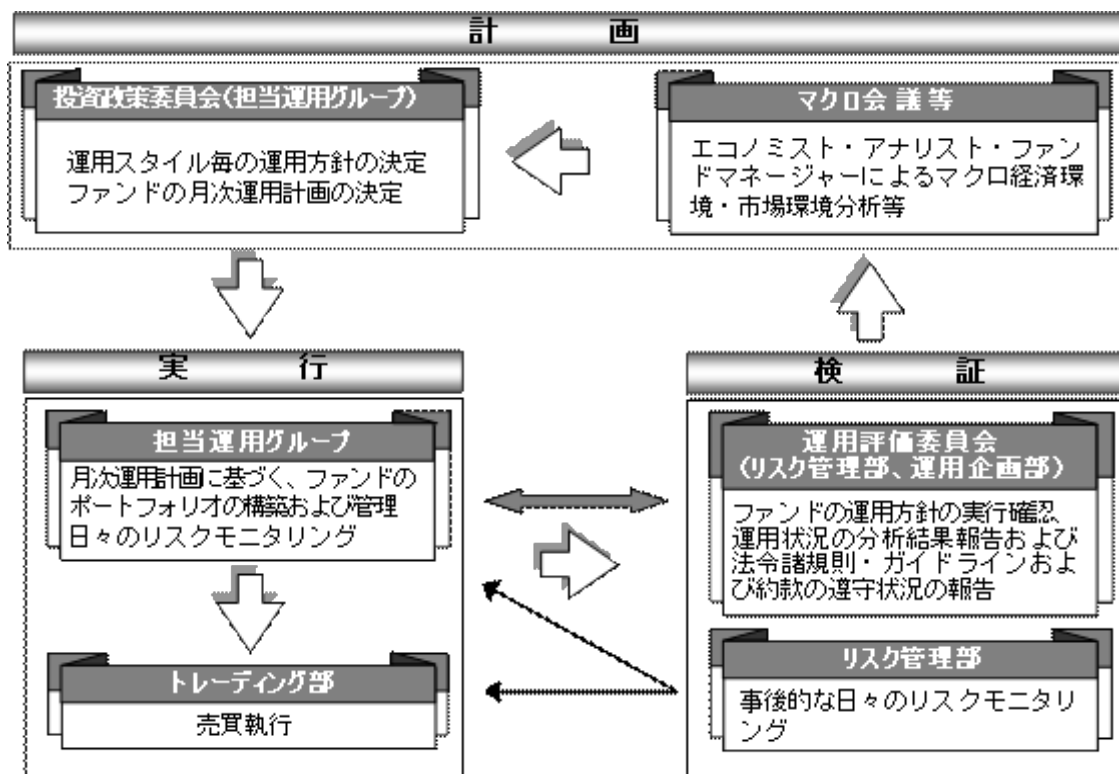 計 画
投資政策委員会(担当運用グループ)
運用スタイル毎の運用方針の決定
ファンドの月次運用計画の決定
マクロ会議等
エコノミスト・アナリスト・ファン
ドマネージャーによるマクロ経済環
境・市場環境分析等
実 行
担当運用グループ
月次運用計画に基づく、ファンドの
ポートフォリオの構築および管理
日々のリスクモニタリング
トレーディング部
売買執行
検 証
運用評価委員会
(リスク管理部、運用企画部)
ファンドの運用方針の実行確認、
運用状況の分析結果報告および
法令諸規則・ガイドラインおよ
び約款の遵守状況の報告
リスク管理部
事後的な日々のリスクモニタリ
ング